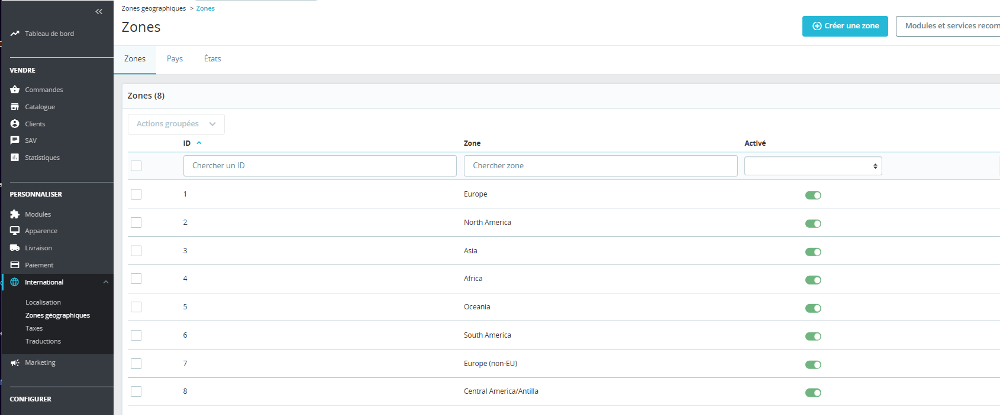 Zones géographiques > Zones
Zones
Créer une zone
Modules et services recom
Tableau de bord
VENDRE
Commandes
Catalogue
Clients
SAV
Statistiques
PERSONNALISER
Modules
Apparence
Livraison
Paiement
International
Localisation
Zones géographiques
Taxes
Traductions
Marketing
CONFIGURER
Zones Pays États
Zones (8)
Actions groupées
ID Zone Activé
Chercher un ID Chercher zone
1 Europe
2 North America
3 Asia
4 Africa
5 Oceania
6 South America
7 Europe (non-EU)
8 Central America/Antilla